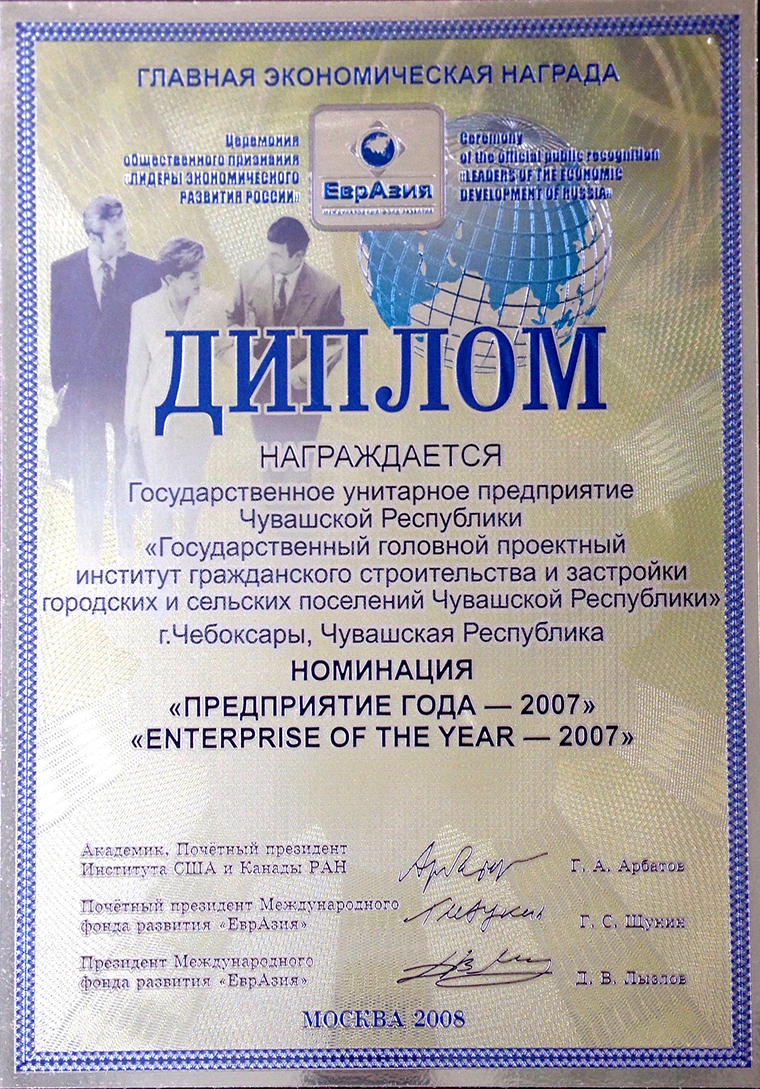 ГЛАВНАЯ ЭКОНОМИЧЕСКАЯ НАГРАДА
Церемония
общественного признания
«ЛИДЕРЫ ЭКОНОМИЧЕСКОГО
РАЗВИТИЯ РОССИИ»
ЕврАзия
МЕЖДУНАРОДНЫЙ ФОНД РАЗВИТИЯ
Ceremony
of the official public recognition
«LEADERS OF THE ECONOMIC
DEVELOPMENT OF RUSSIA»
ДИПЛОМ
НАГРАЖДАЕТСЯ
Государственное унитарное предприятие
Чувашской Республики
«Государственный головной проектный
институт гражданского строительства и застройки
городских и сельских поселений Чувашской Республики»
г.Чебоксары, Чувашская Республика
НОМИНАЦИЯ
«ПРЕДПРИЯТИЕ ГОДА — 2007»
«ENTERPRISE OF THE YEAR — 2007»
Академик, Почётный президент
Института США и Канады РАН
Г. А. Арбатов
Почётный президент Международного
фонда развития «ЕврАзия»
Г. С. Щукин
Президент Международного
фонда развития «ЕврАзия»
Д. В. Лызлов
МОСКВА 2008